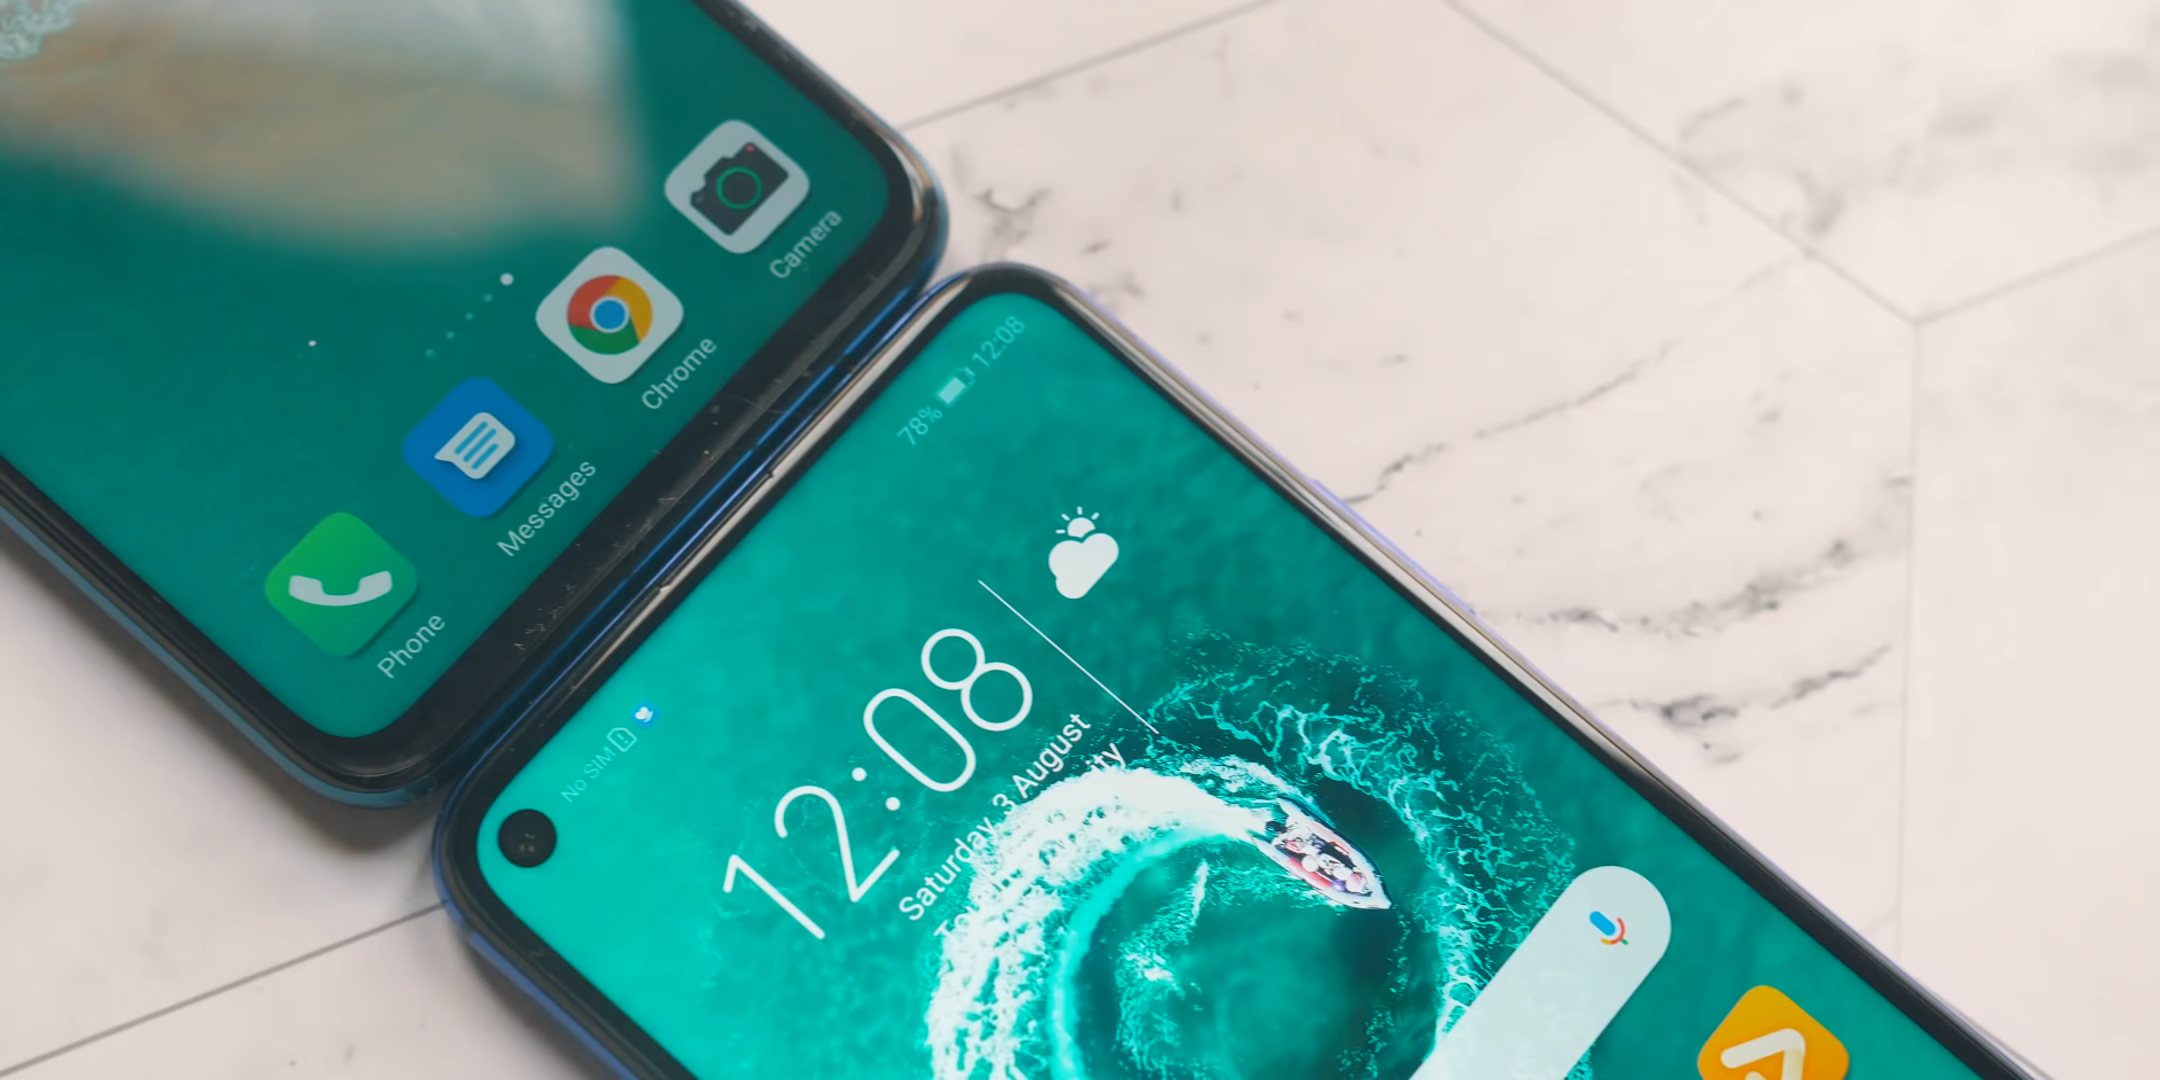 Phone
Messages
Chrome
Camera
No SIM
78%
12:08
12:08
Saturday, 3 August